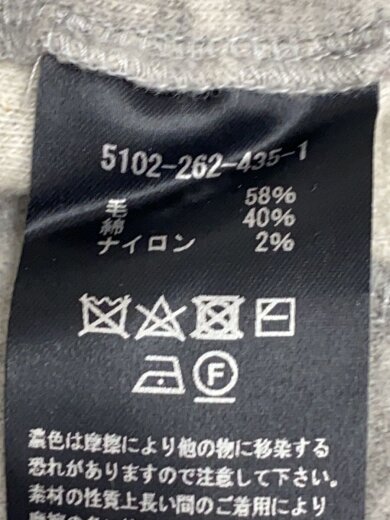 5102-262-435-1
毛 58%
綿 40%
ナイロン 2%
F
濃色は摩擦により他の物に移染する
恐れがありますので注意して下さい。
素材の性質上長い間のご着用により